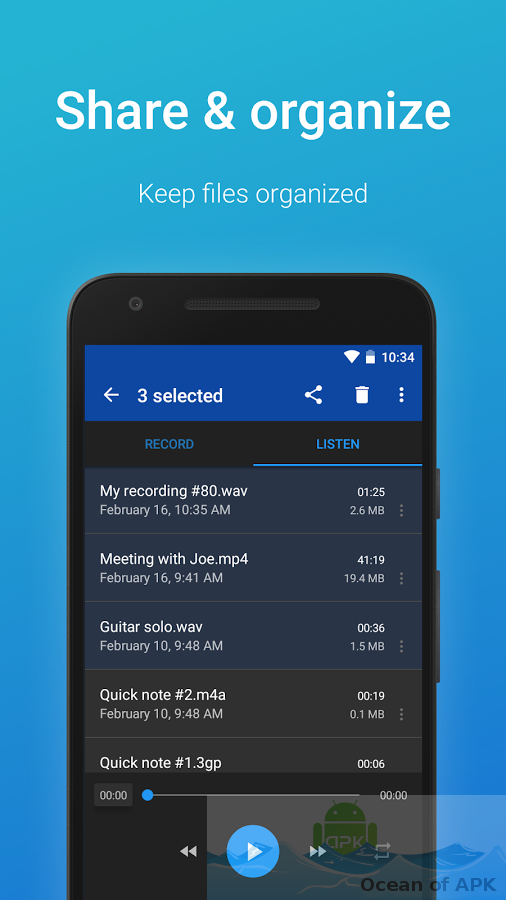 Share & organize
Keep files organized
10:34
3 selected
RECORD
LISTEN
My recording #80.wav 01:25
February 16, 10:35 AM 2.6 MB
Meeting with Joe.mp4 41:19
February 16, 9:41 AM 19.4 MB
Guitar solo.wav 00:36
February 10, 9:48 AM 1.5 MB
Quick note #2.m4a 00:19
February 10, 9:48 AM 0.1 MB
Quick note #1.3gp 00:06
00:00 00:00
APK
Ocean of APK